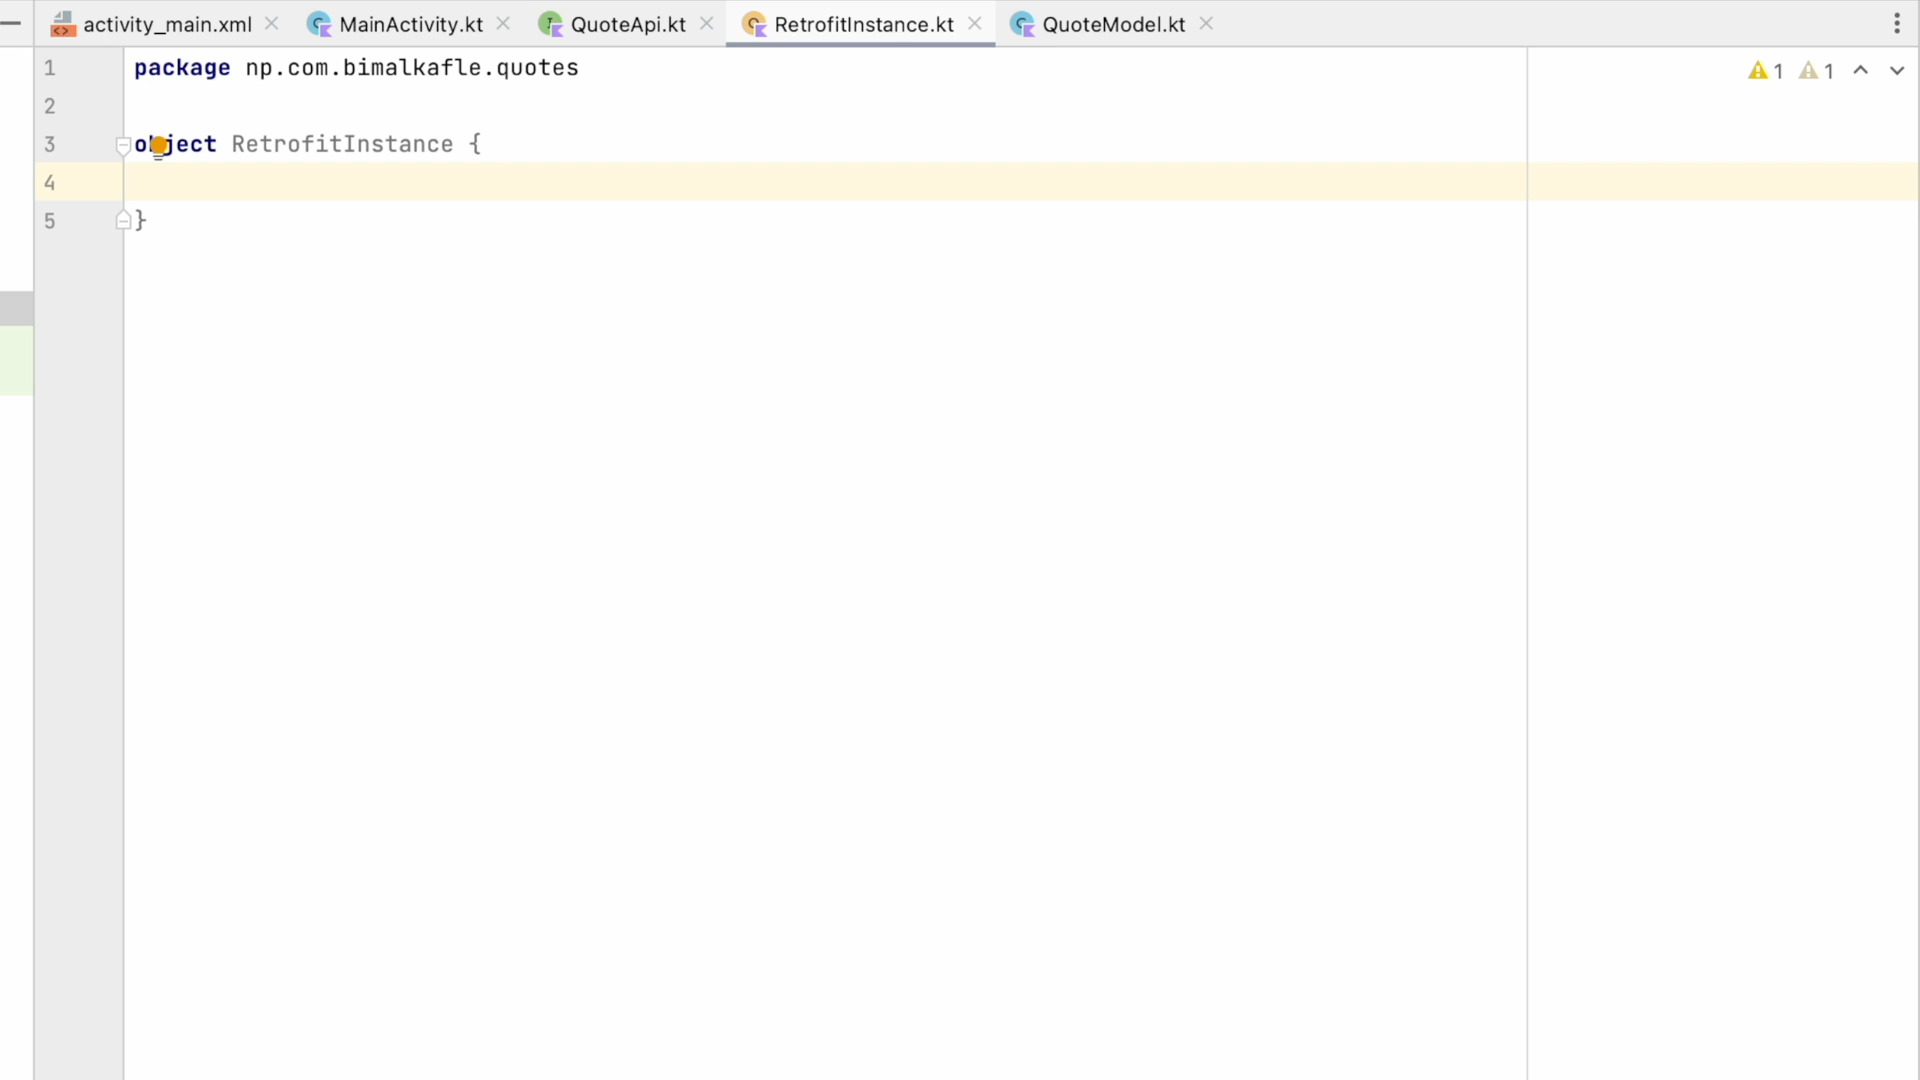 activity_main.xml MainActivity.kt QuoteApi.kt RetrofitInstance.kt QuoteModel.kt
1 package np.com.bimalkafle.quotes 1 1
2
3 object RetrofitInstance {
4
5 }